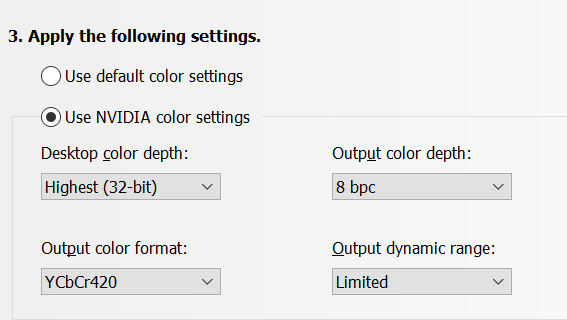 3. Apply the following settings.
Use default color settings
Use NVIDIA color settings
Desktop color depth:
Output color depth:
Highest (32-bit)
8 bpc
Output color format:
Output dynamic range:
YCbCr420
Limited